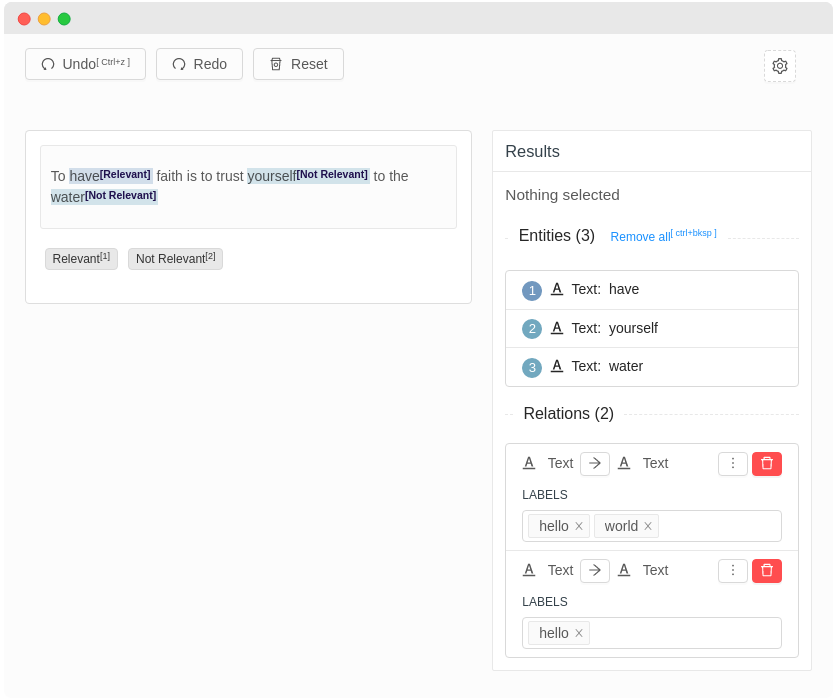 Undo[ Ctrl+z ] Redo Reset
To have[Relevant] faith is to trust yourself[Not Relevant] to the
water[Not Relevant]
Relevant[1] Not Relevant[2]
Results
Nothing selected
Entities (3) Remove all[ ctrl+bksp ]
1 A Text: have
2 A Text: yourself
3 A Text: water
Relations (2)
A Text → A Text
LABELS
hello × world ×
A Text → A Text
LABELS
hello ×